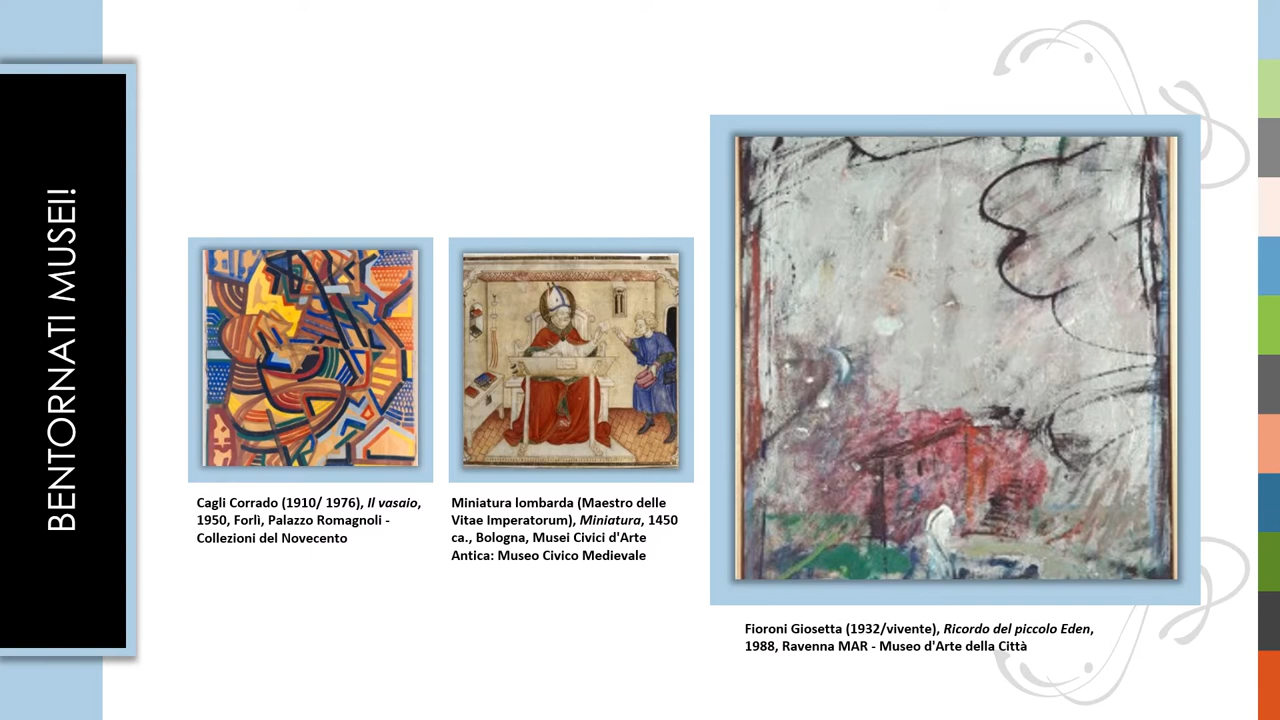 BENTORNATI MUSEI!
Cagli Corrado (1910/ 1976), Il vasaio,
1950, Forlì, Palazzo Romagnoli -
Collezioni del Novecento
Miniatura lombarda (Maestro delle
Vitae Imperatorum), Miniatura, 1450
ca., Bologna, Musei Civici d'Arte
Antica: Museo Civico Medievale
Fioroni Giosetta (1932/vivente), Ricordo del piccolo Eden,
1988, Ravenna MAR - Museo d'Arte della Città